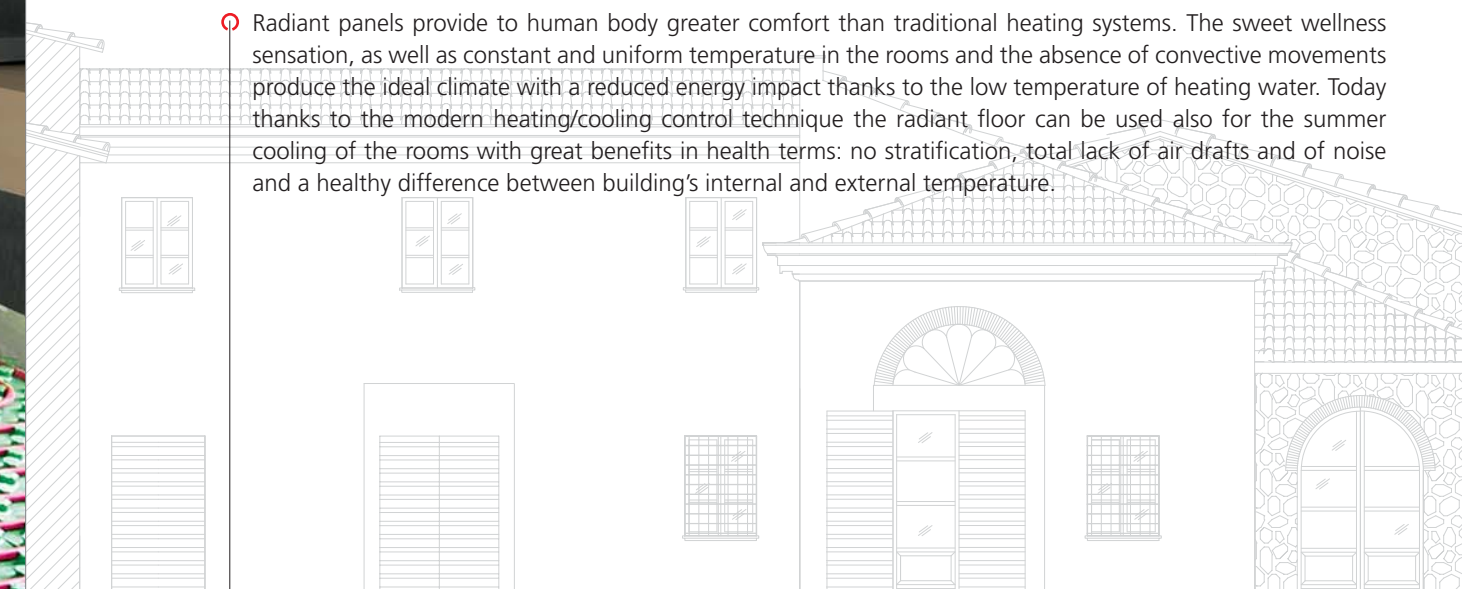 Radiant panels provide to human body greater comfort than traditional heating systems. The sweet wellness
sensation, as well as constant and uniform temperature in the rooms and the absence of convective movements
produce the ideal climate with a reduced energy impact thanks to the low temperature of heating water. Today
thanks to the modern heating/cooling control technique the radiant floor can be used also for the summer
cooling of the rooms with great benefits in health terms: no stratification, total lack of air drafts and of noise
and a healthy difference between building’s internal and external temperature.